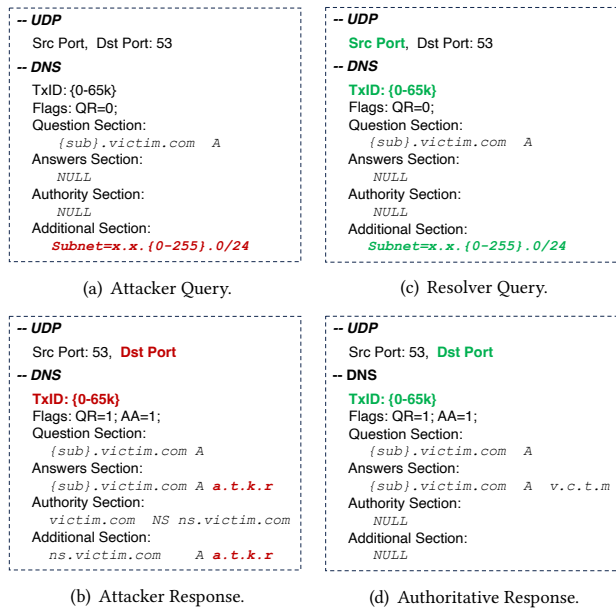 -- UDP
Src Port, Dst Port: 53
-- DNS
TxID: {0-65k}
Flags: QR=0;
Question Section:
{sub}.victim.com A
Answers Section:
NULL
Authority Section:
NULL
Additional Section:
Subnet=x.x.{0-255}.0/24
(a) Attacker Query.
-- UDP
Src Port, Dst Port: 53
-- DNS
TxID: {0-65k}
Flags: QR=0;
Question Section:
{sub}.victim.com A
Answers Section:
NULL
Authority Section:
NULL
Additional Section:
Subnet=x.x.{0-255}.0/24
(c) Resolver Query.
-- UDP
Src Port: 53, Dst Port
-- DNS
TxID: {0-65k}
Flags: QR=1; AA=1;
Question Section:
{sub}.victim.com A
Answers Section:
{sub}.victim.com A a.t.k.r
Authority Section:
victim.com NS ns.victim.com
Additional Section:
ns.victim.com A a.t.k.r
(b) Attacker Response.
-- UDP
Src Port: 53, Dst Port
-- DNS
TxID: {0-65k}
Flags: QR=1; AA=1;
Question Section:
{sub}.victim.com A
Answers Section:
{sub}.victim.com A v.c.t.m
Authority Section:
NULL
Additional Section:
NULL
(d) Authoritative Response.